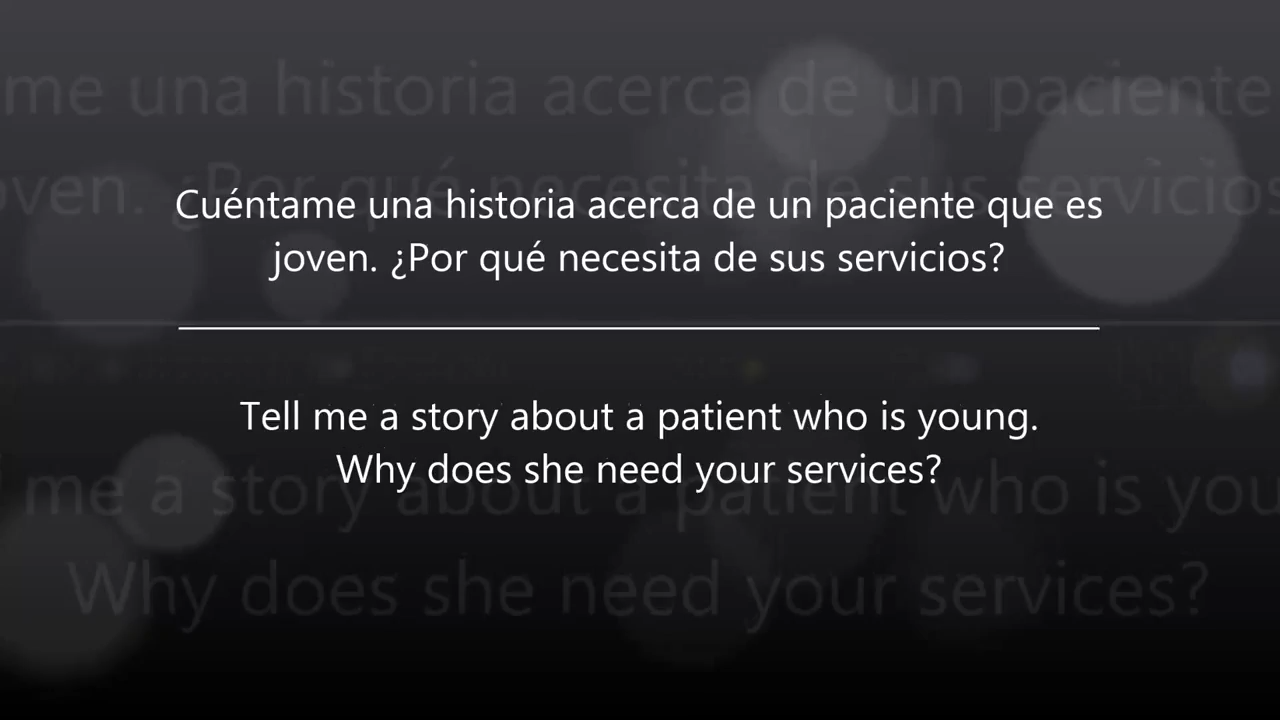 Cuéntame una historia acerca de un paciente que es
joven. ¿Por qué necesita de sus servicios?
Tell me a story about a patient who is young.
Why does she need your services?